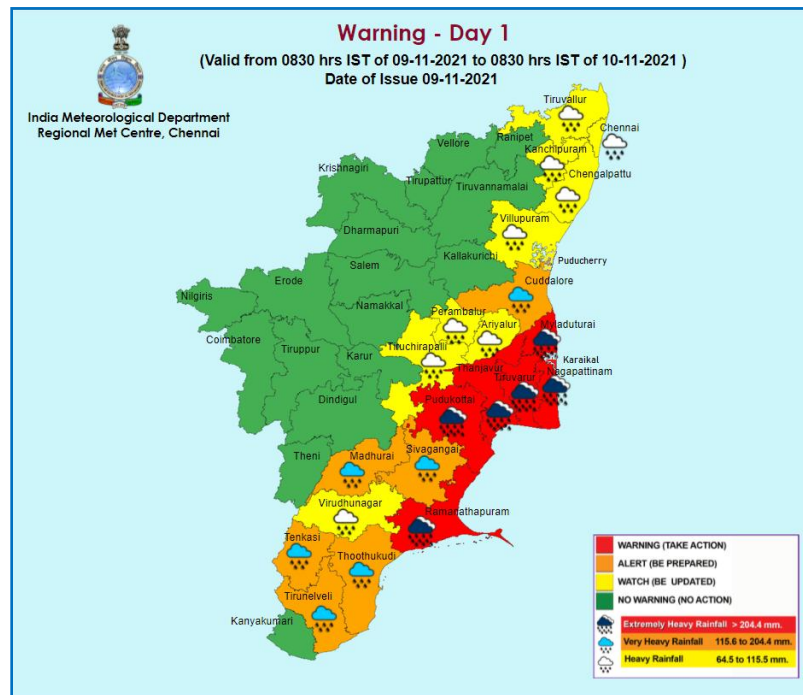 Warning - Day 1
(Valid from 0830 hrs IST of 09-11-2021 to 0830 hrs IST of 10-11-2021 )
Date of Issue 09-11-2021
India Meteorological Department
Regional Met Centre, Chennai
Tiruvallur
Chennai
Ranipet
Vellore
Kanchipuram
Krishnagiri
Chengalpattu
Tirupattur
Tiruvannamalai
Villupuram
Dharmapuri
Kallakurichi
Puducherry
Salem
Cuddalore
Erode
Nilgiris
Namakkal
Perambalur
Ariyalur
Myladuturai
Coimbatore
Tiruchirapalli
Tiruppur
Karur
Karaikal
Thanjavur
Nagapattinam
Tiruvarur
Dindigul
Pudukottai
Theni
Madhurai
Sivagangai
Virudhunagar
Ramanathapuram
Tenkasi
Thoothukudi
Tirunelveli
Kanyakumari
WARNING (TAKE ACTION)
ALERT (BE PREPARED)
WATCH (BE UPDATED)
NO WARNING (NO ACTION)
Extremely Heavy Rainfall > 204.4 mm.
Very Heavy Rainfall 115.6 to 204.4 mm.
Heavy Rainfall 64.5 to 115.5 mm.